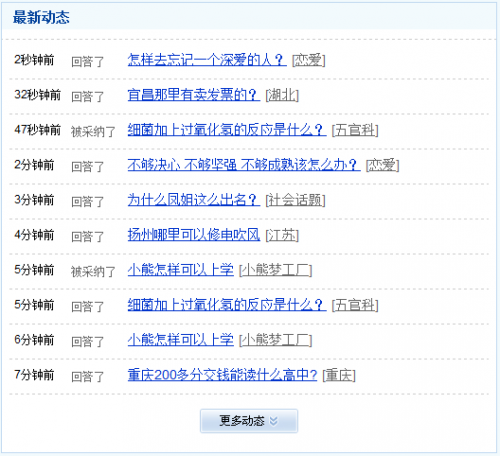 最新动态
2秒钟前 回答了 怎样去忘记一个深爱的人？ [恋爱]
32秒钟前 回答了 宜昌那里有卖发票的？ [湖北]
47秒钟前 被采纳了 细菌加上过氧化氢的反应是什么？ [五官科]
2分钟前 回答了 不够决心 不够坚强 不够成熟该怎么办？ [恋爱]
3分钟前 回答了 为什么凤姐这么出名？ [社会话题]
4分钟前 回答了 扬州哪里可以修电吹风 [江苏]
5分钟前 被采纳了 小熊怎样可以上学 [小熊梦工厂]
5分钟前 回答了 细菌加上过氧化氢的反应是什么？ [五官科]
6分钟前 回答了 小熊怎样可以上学 [小熊梦工厂]
7分钟前 回答了 重庆200多分交钱能读什么高中? [重庆]
更多动态